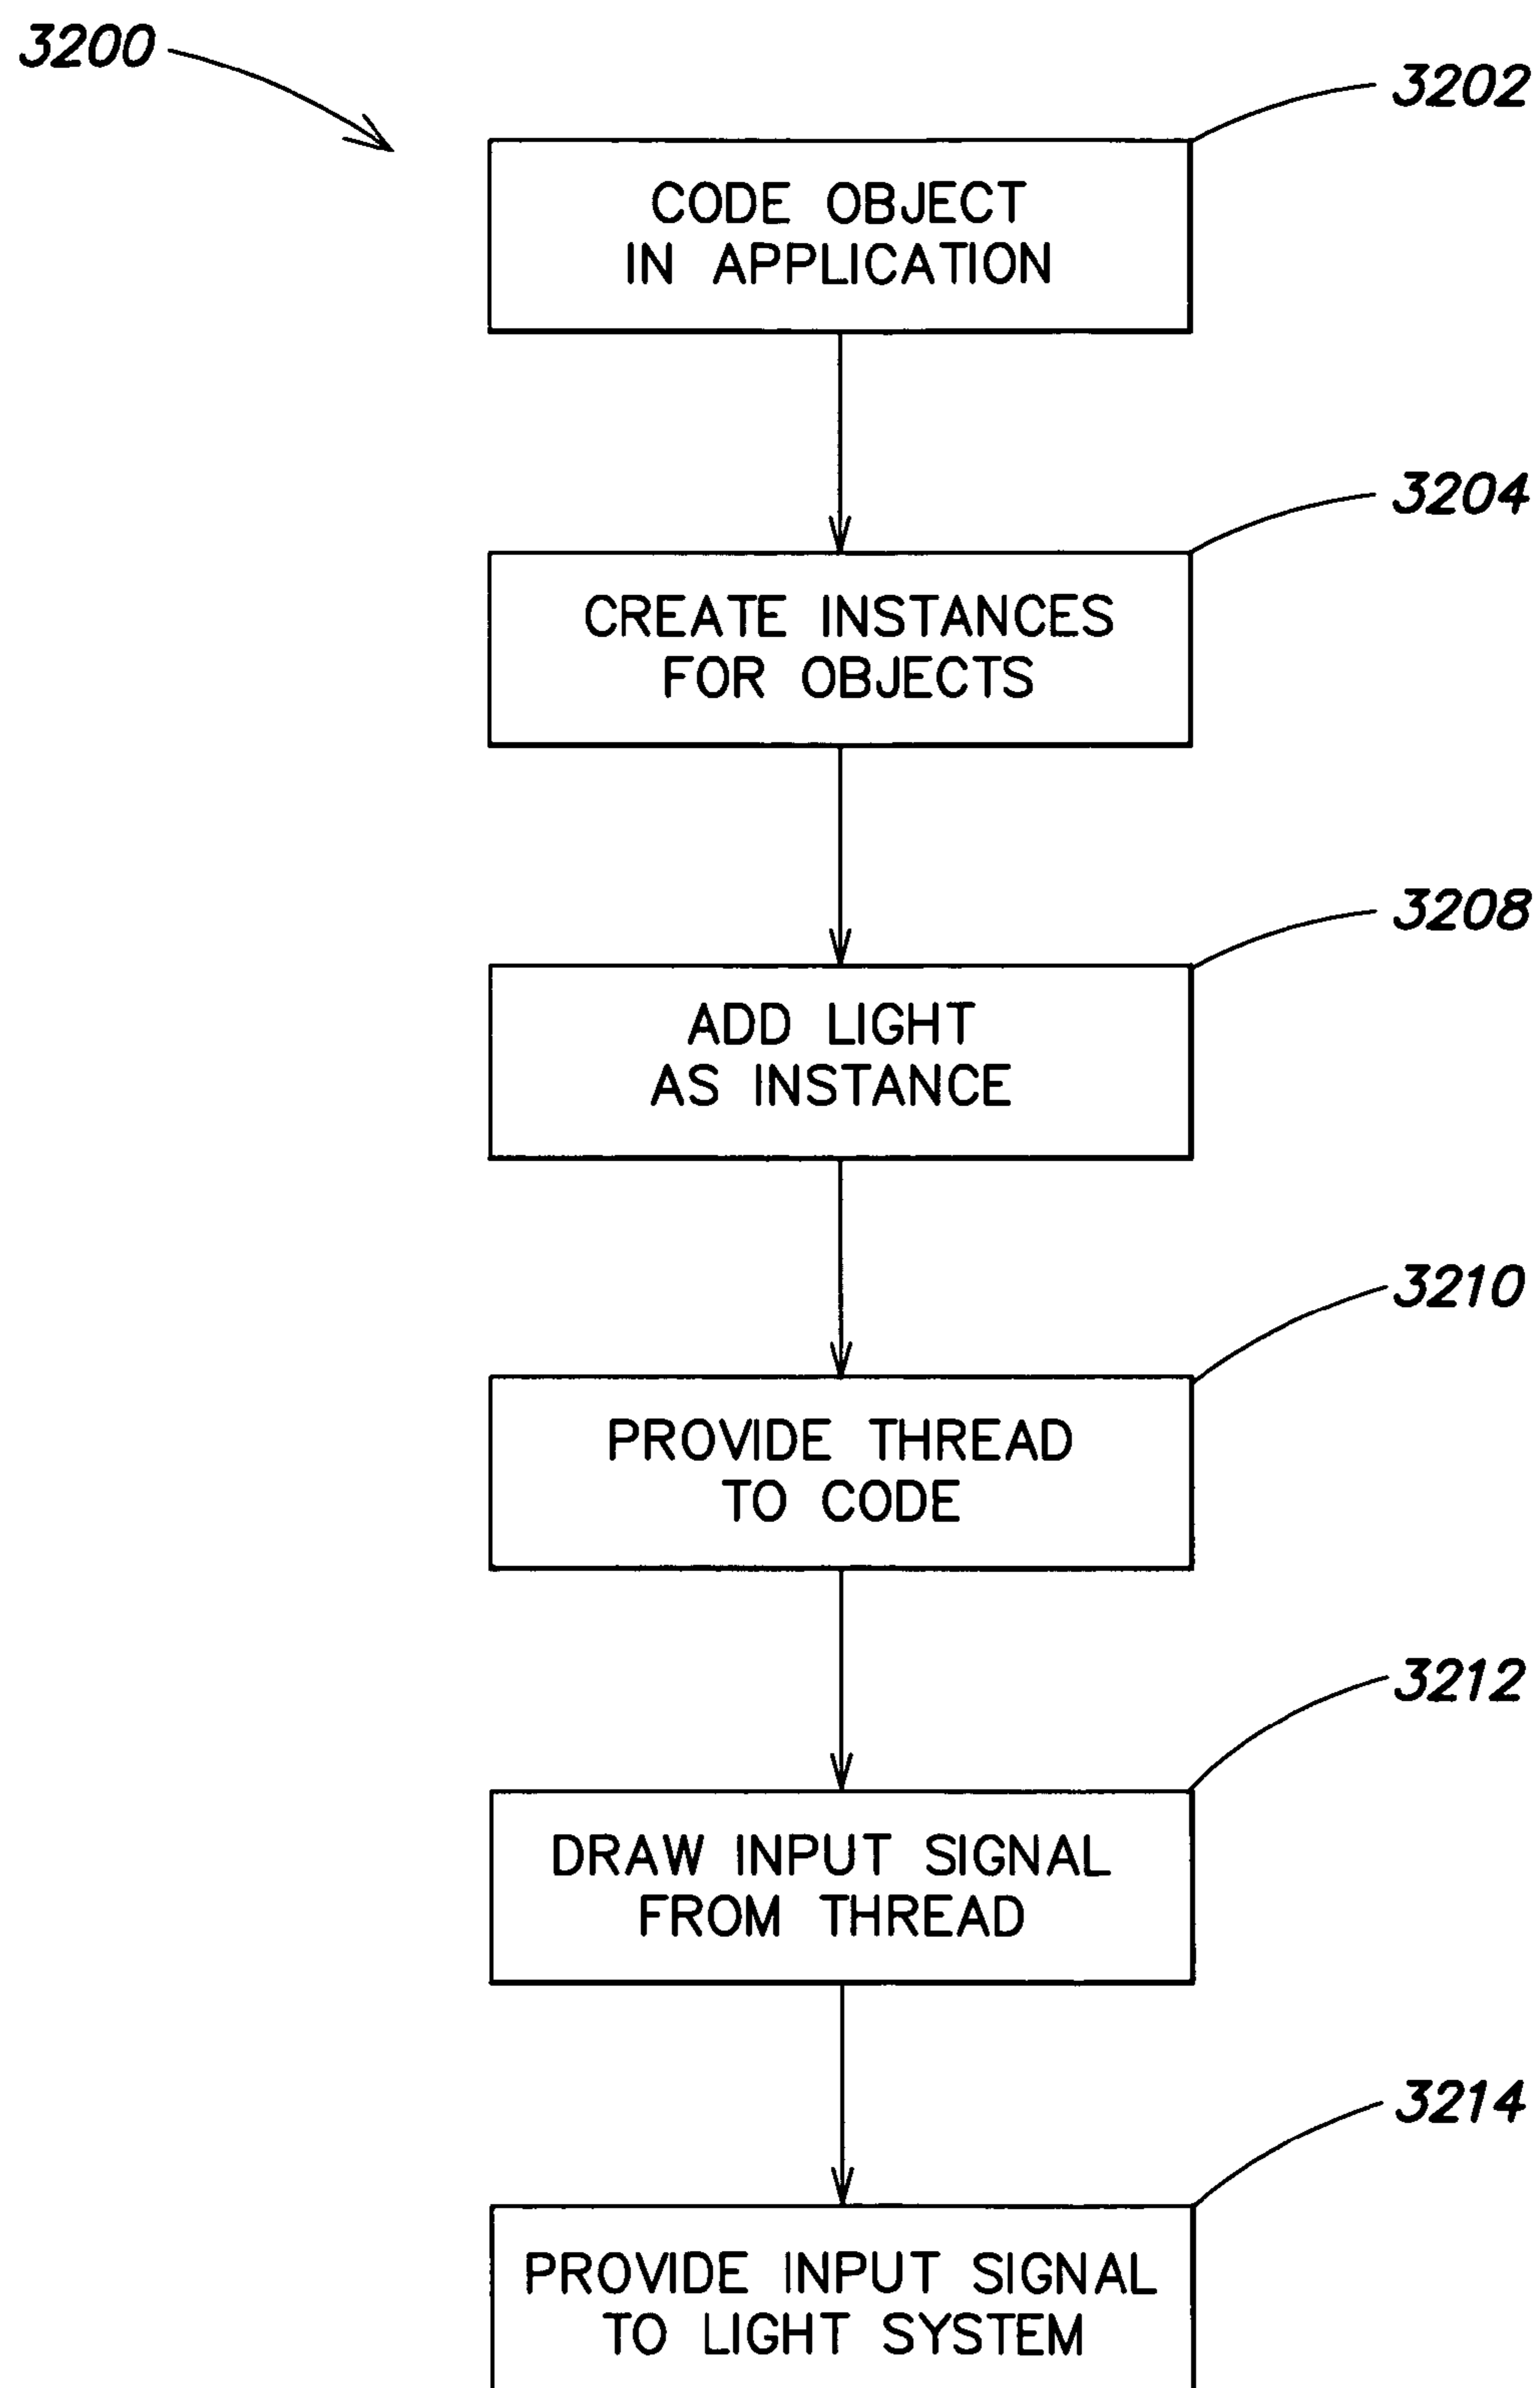 3200
3202
CODE OBJECT
IN APPLICATION
3204
CREATE INSTANCES
FOR OBJECTS
3208
ADD LIGHT
AS INSTANCE
3210
PROVIDE THREAD
TO CODE
3212
DRAW INPUT SIGNAL
FROM THREAD
3214
PROVIDE INPUT SIGNAL
TO LIGHT SYSTEM